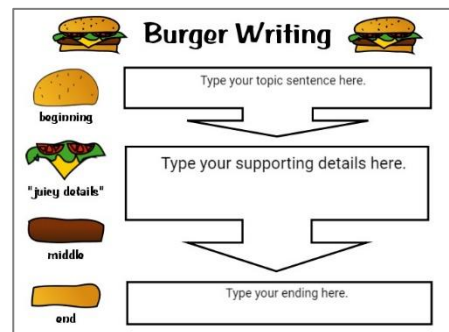 Burger Writing
Type your topic sentence here.
beginning
Type your supporting details here.
"juicy details"
middle
Type your ending here.
end